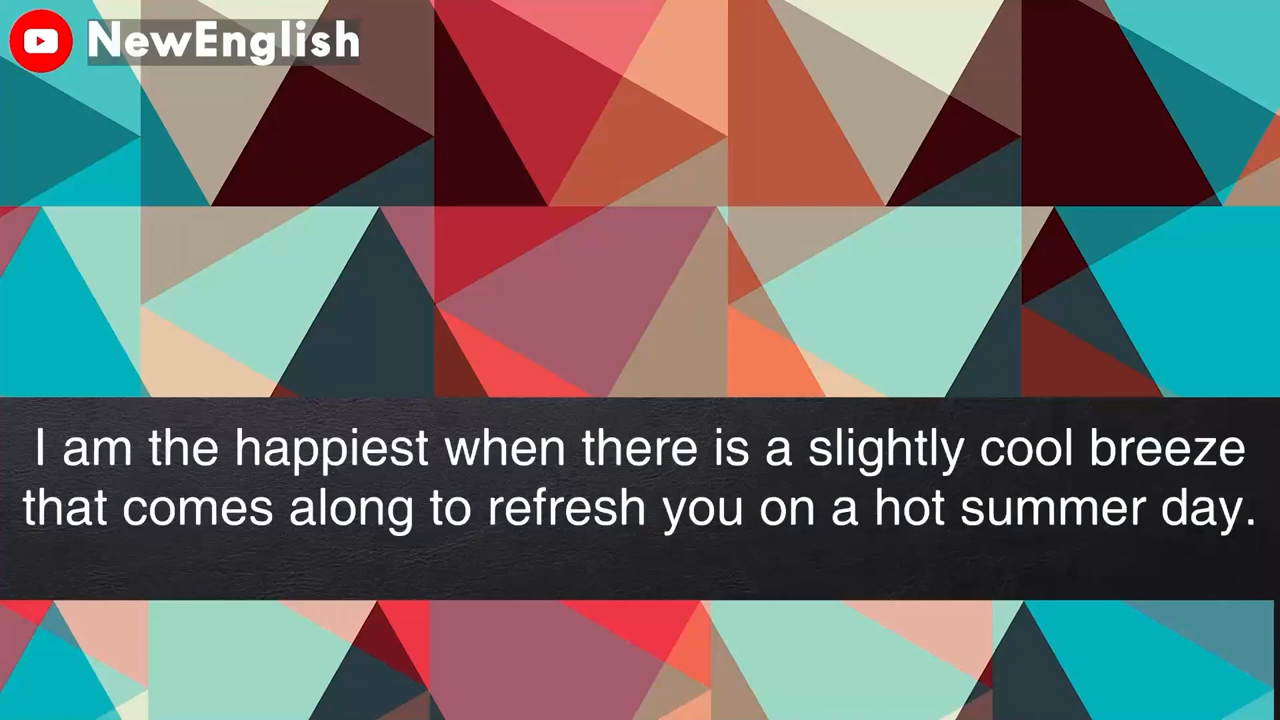 NewEnglish
I am the happiest when there is a slightly cool breeze
that comes along to refresh you on a hot summer day.